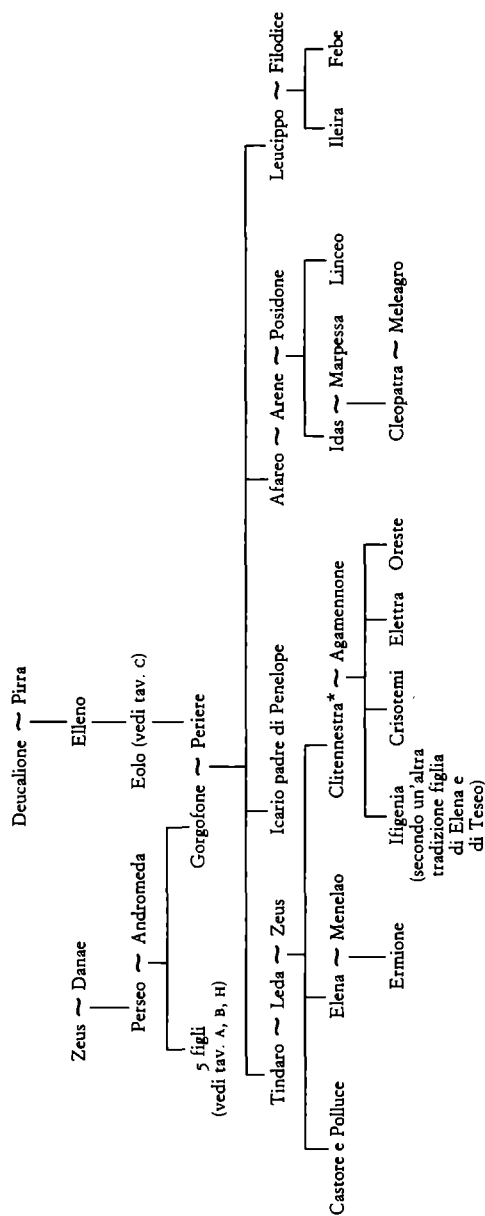 Deucalione ~ Pirra
Zeus ~ Danae
Elleno
Perseo ~ Andromeda
Eolo (vedi tav. C)
5 figli
(vedi tav. A, B, H)
Gorgofone ~ Periere
Tindaro ~ Leda ~ Zeus
Icario padre di Penelope
Afareo ~ Arene ~ Posidone
Leucippo ~ Filodice
Castore e Polluce
Elena ~ Menelao
Clitennestra* ~ Agamennone
Idas ~ Marpessa
Linceo
Ileira
Febe
Ermione
Ifigenia
(secondo un'altra
tradizione figlia
di Elena e
di Teseo)
Crisotemi
Elettra
Oreste
Cleopatra ~ Meleagro